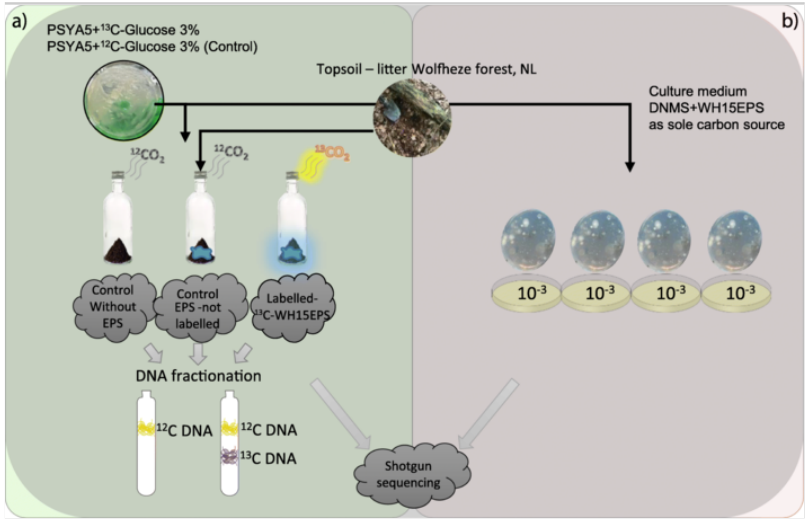 a)
b)
PSYA5+¹³C-Glucose 3%
PSYA5+¹²C-Glucose 3% (Control)
Topsoil – litter Wolfheze forest, NL
Culture medium
DNMS+WH15EPS
as sole carbon source
¹²CO₂
¹²CO₂
¹³CO₂
Control
Without
EPS
Control
EPS -not
labelled
Labelled-
¹³C-WH15EPS
10⁻³
10⁻³
10⁻³
10⁻³
DNA fractionation
¹²C DNA
¹²C DNA
¹³C DNA
Shotgun
sequencing